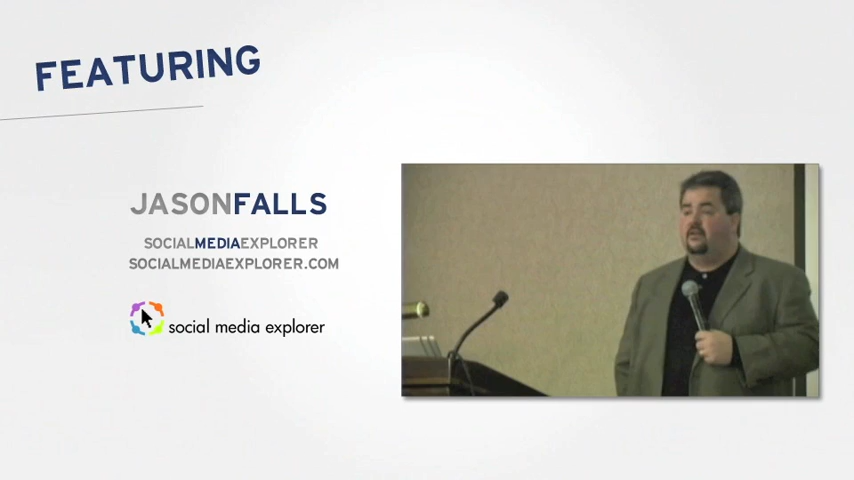 FEATURING
JASONFALLS
SOCIALMEDIAEXPLORER
SOCIALMEDIAEXPLORER.COM
social media explorer